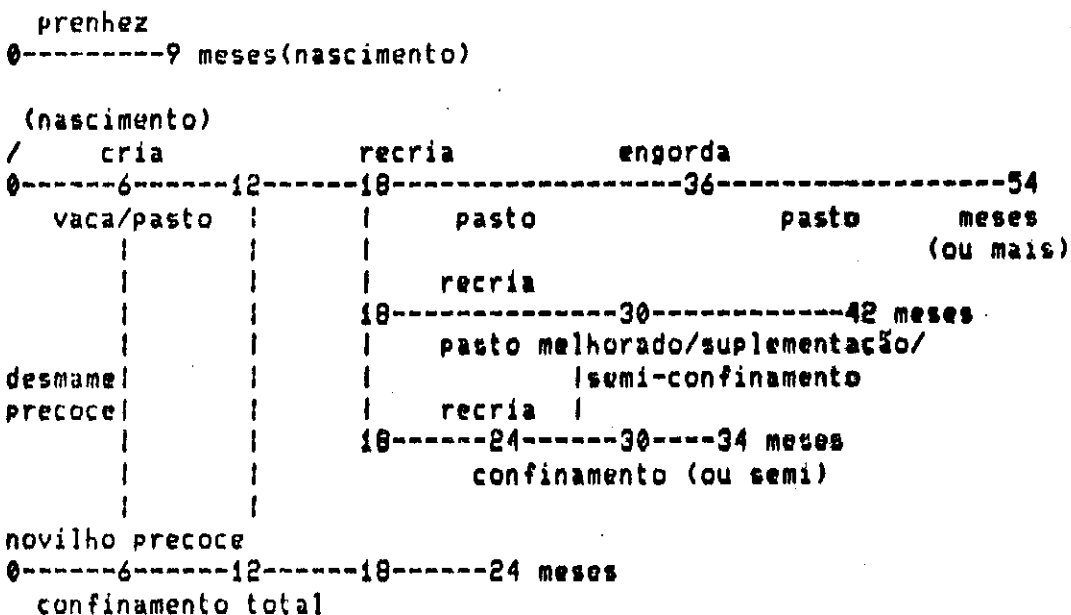 prenhez
0---------9 meses(nascimento)
(nascimento)
/ cria recria engorda
0------6------12------18-----------------36------------------54
vaca/pasto | | pasto pasto meses
| | | (ou mais)
| | | recria
| | 18--------------30------------42 meses
| | | pasto melhorado/suplementação/
desmame| | | |semi-confinamento
precoce| | | recria |
| | 18------24------30----34 meses
| | confinamento (ou semi)
| |
novilho precoce
0------6------12------18------24 meses
confinamento total